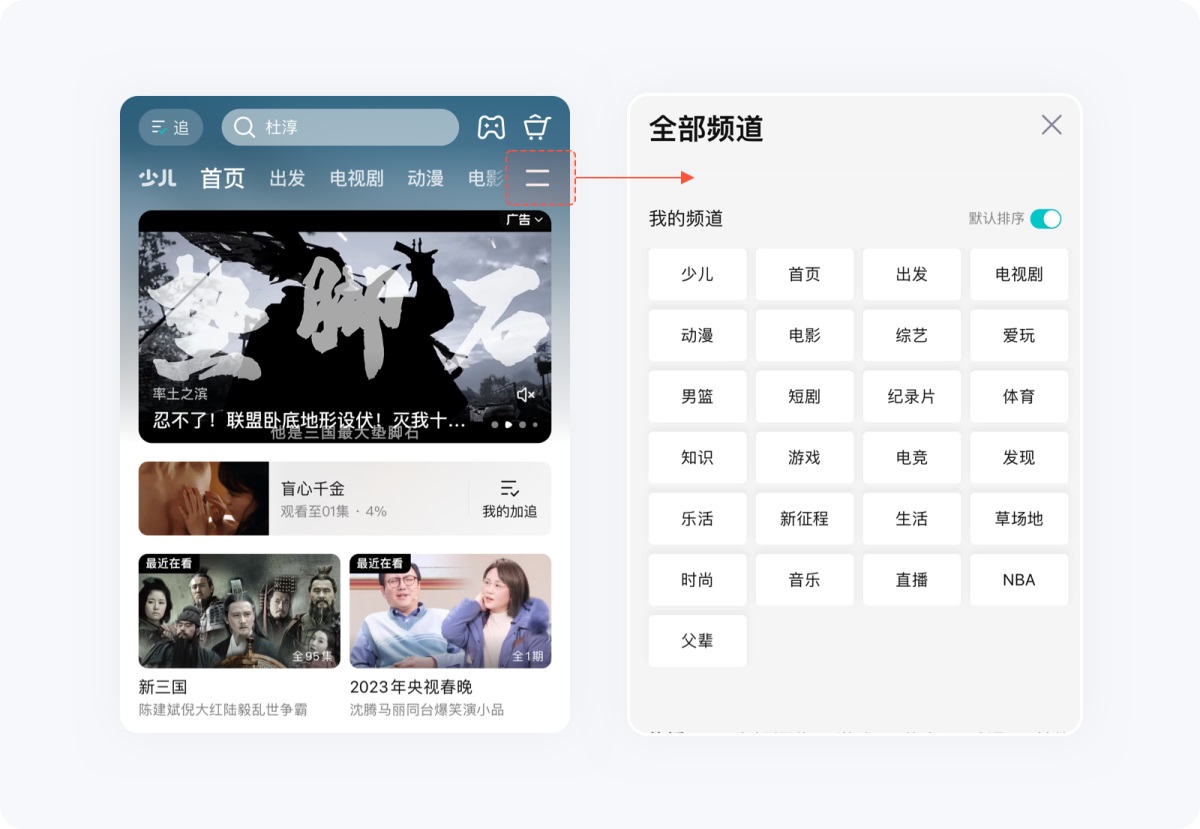 追
杜淳
少儿 首页 出发 电视剧 动漫 电影
广告
垫脚石
率土之滨
忍不了！联盟卧底地形设伏！灭我十...
他是三国最大垫脚石
盲心千金
观看至01集 · 4%
我的加追
最近在看
全95集
新三国
陈建斌倪大红陆毅乱世争霸
最近在看
全1期
2023年央视春晚
沈腾马丽同台爆笑演小品
全部频道
我的频道
默认排序
少儿 首页 出发 电视剧
动漫 电影 综艺 爱玩
男篮 短剧 纪录片 体育
知识 游戏 电竞 发现
乐活 新征程 生活 草场地
时尚 音乐 直播 NBA
父辈